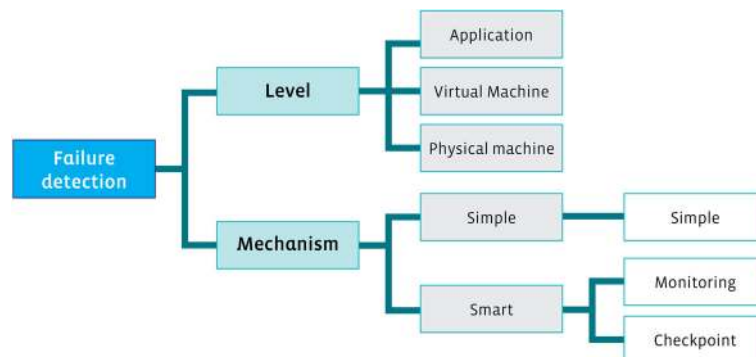 Failure
detection
Level
Application
Virtual Machine
Physical machine
Mechanism
Simple
Simple
Smart
Monitoring
Checkpoint